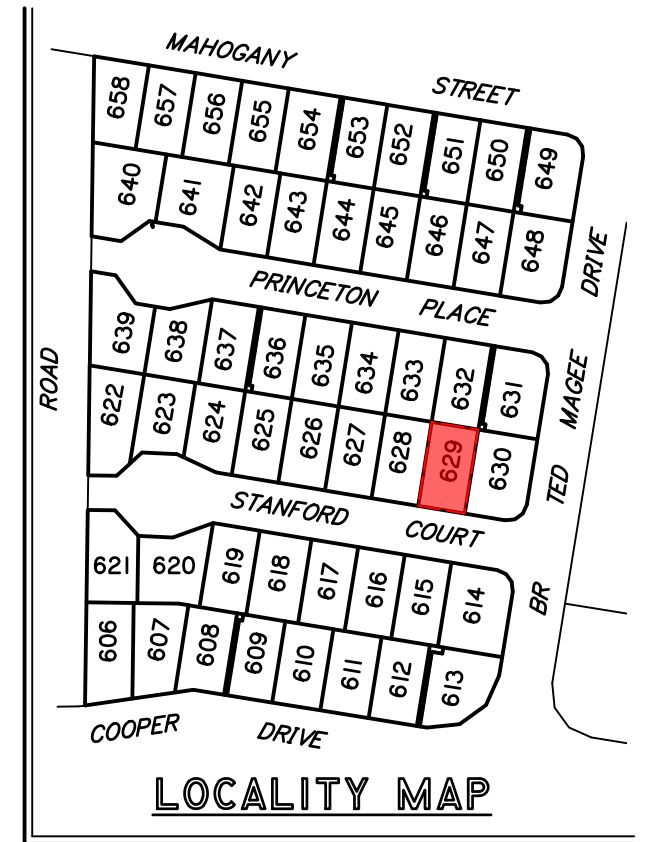 MAHOGANY STREET
658 657 656 655 654 653 652 651 650 649
640 641 642 643 644 645 646 647 648
DRIVE
PRINCETON PLACE
639 638 637 636 635 634 633 632 631
MAGEE
ROAD
622 623 624 625 626 627 628 629 630
TED
STANFORD COURT
621 620 619 618 617 616 615 614
BR
606 607 608 609 610 611 612 613
COOPER DRIVE
LOCALITY MAP